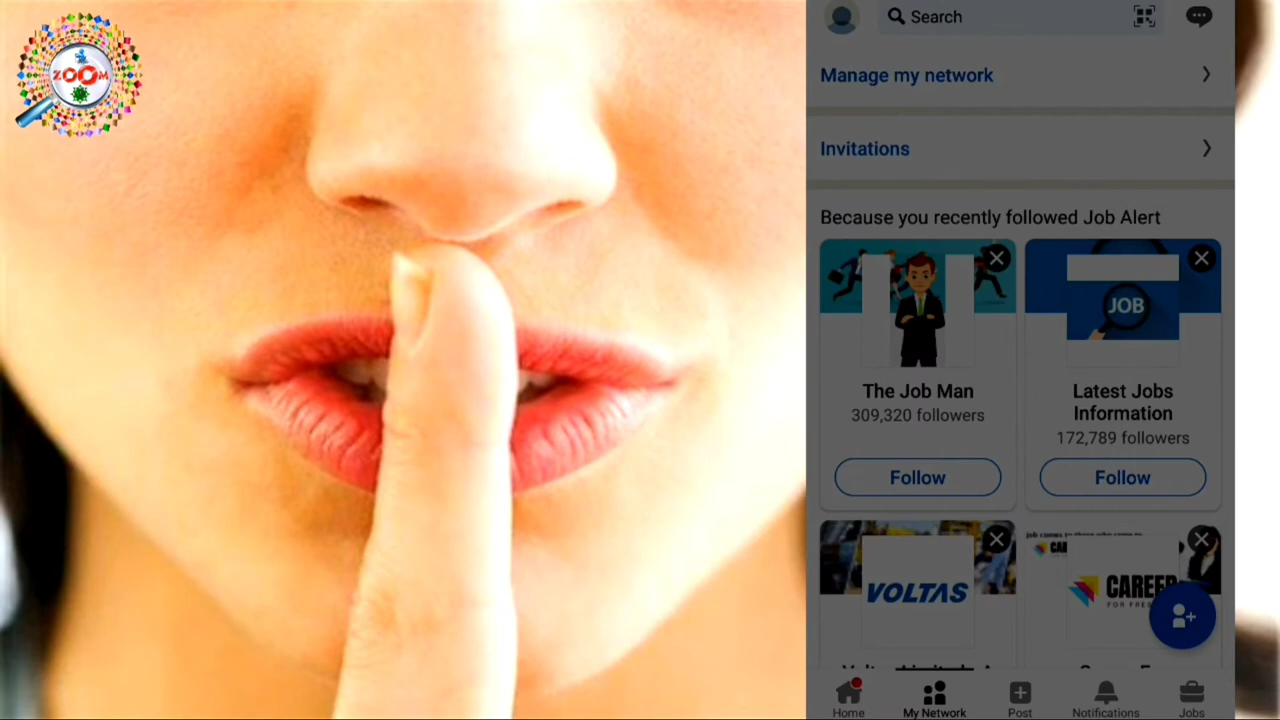 ZOOM
Search
Manage my network
Invitations
Because you recently followed Job Alert
JOB
The Job Man
309,320 followers
Follow
Latest Jobs
Information
172,789 followers
Follow
VOLTAS
CAREER
Home
My Network
Post
Notifications
Jobs